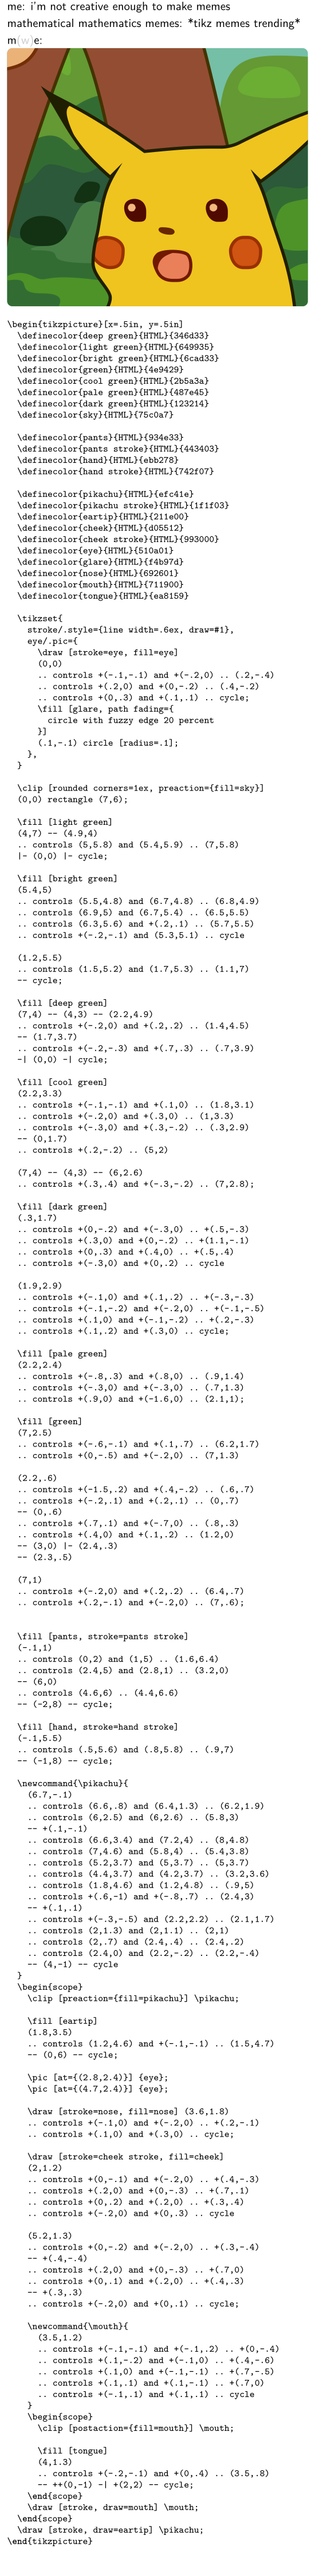 me: i'm not creative enough to make memes
mathematical mathematics memes: *tikz memes trending*
m(w)e:
\begin{tikzpicture}[x=.5in, y=.5in]
\definecolor{deep green}{HTML}{346d33}
\definecolor{light green}{HTML}{649935}
\definecolor{bright green}{HTML}{6cad33}
\definecolor{green}{HTML}{4e9429}
\definecolor{cool green}{HTML}{2b5a3a}
\definecolor{pale green}{HTML}{487e45}
\definecolor{dark green}{HTML}{123214}
\definecolor{sky}{HTML}{75c0a7}
\definecolor{pants}{HTML}{934e33}
\definecolor{pants stroke}{HTML}{443403}
\definecolor{hand}{HTML}{ebb278}
\definecolor{hand stroke}{HTML}{742f07}
\definecolor{pikachu}{HTML}{efc41e}
\definecolor{pikachu stroke}{HTML}{1f1f03}
\definecolor{eartip}{HTML}{211e00}
\definecolor{cheek}{HTML}{d05512}
\definecolor{cheek stroke}{HTML}{993000}
\definecolor{eye}{HTML}{510a01}
\definecolor{glare}{HTML}{f4b97d}
\definecolor{nose}{HTML}{692601}
\definecolor{mouth}{HTML}{711900}
\definecolor{tongue}{HTML}{ea8159}
\tikzset{
stroke/.style={line width=.6ex, draw=#1},
eye/.pic={
\draw [stroke=eye, fill=eye]
(0,0)
.. controls +(-.1,-.1) and +(-.2,0) .. (.2,-.4)
.. controls +(.2,0) and +(0,-.2) .. (.4,-.2)
.. controls +(0,.3) and +(.1,.1) .. cycle;
\fill [glare, path fading={
circle with fuzzy edge 20 percent
}]
(.1,-.1) circle [radius=.1];
},
}
\clip [rounded corners=1ex, preaction={fill=sky}]
(0,0) rectangle (7,6);
\fill [light green]
(4,7) -- (4.9,4)
.. controls (5,5.8) and (5.4,5.9) .. (7,5.8)
|- (0,0) |- cycle;
\fill [bright green]
(5.4,5)
.. controls (5.5,4.8) and (6.7,4.8) .. (6.8,4.9)
.. controls (6.9,5) and (6.7,5.4) .. (6.5,5.5)
.. controls (6.3,5.6) and +(.2,.1) .. (5.7,5.5)
.. controls +(-.2,-.1) and (5.3,5.1) .. cycle
(1.2,5.5)
.. controls (1.5,5.2) and (1.7,5.3) .. (1.1,7)
-- cycle;
\fill [deep green]
(7,4) -- (4,3) -- (2.2,4.9)
.. controls +(-.2,0) and +(.2,.2) .. (1.4,4.5)
-- (1.7,3.7)
.. controls +(-.2,-.3) and +(.7,.3) .. (.7,3.9)
-| (0,0) -| cycle;
\fill [cool green]
(2.2,3.3)
.. controls +(-.1,-.1) and +(.1,0) .. (1.8,3.1)
.. controls +(-.2,0) and +(.3,0) .. (1,3.3)
.. controls +(-.3,0) and +(.3,-.2) .. (.3,2.9)
-- (0,1.7)
.. controls +(.2,-.2) .. (5,2)
(7,4) -- (4,3) -- (6,2.6)
.. controls +(.3,.4) and +(-.3,-.2) .. (7,2.8);
\fill [dark green]
(.3,1.7)
.. controls +(0,-.2) and +(-.3,0) .. +(.5,-.3)
.. controls +(.3,0) and +(0,-.2) .. +(1.1,-.1)
.. controls +(0,.3) and +(.4,0) .. +(.5,.4)
.. controls +(-.3,0) and +(0,.2) .. cycle
(1.9,2.9)
.. controls +(-.1,0) and +(.1,.2) .. +(-.3,-.3)
.. controls +(-.1,-.2) and +(-.2,0) .. +(-.1,-.5)
.. controls +(.1,0) and +(-.1,-.2) .. +(.2,-.3)
.. controls +(.1,.2) and +(.3,0) .. cycle;
\fill [pale green]
(2.2,2.4)
.. controls +(-.8,.3) and +(.8,0) .. (.9,1.4)
.. controls +(-.3,0) and +(-.3,0) .. (.7,1.3)
.. controls +(.9,0) and +(-1.6,0) .. (2.1,1);
\fill [green]
(7,2.5)
.. controls +(-.6,-.1) and +(.1,.7) .. (6.2,1.7)
.. controls +(0,-.5) and +(-.2,0) .. (7,1.3)
(2.2,.6)
.. controls +(-1.5,.2) and +(.4,-.2) .. (.6,.7)
.. controls +(-.2,.1) and +(.2,.1) .. (0,.7)
-- (0,.6)
.. controls +(.7,.1) and +(-.7,0) .. (.8,.3)
.. controls +(.4,0) and +(.1,.2) .. (1.2,0)
-- (3,0) |- (2.4,.3)
-- (2.3,.5)
(7,1)
.. controls +(-.2,0) and +(.2,.2) .. (6.4,.7)
.. controls +(.2,-.1) and +(-.2,0) .. (7,.6);
\fill [pants, stroke=pants stroke]
(-.1,1)
.. controls (0,2) and (1,5) .. (1.6,6.4)
.. controls (2.4,5) and (2.8,1) .. (3.2,0)
-- (6,0)
.. controls (4.6,6) .. (4.4,6.6)
-- (-2,8) -- cycle;
\fill [hand, stroke=hand stroke]
(-.1,5.5)
.. controls (.5,5.6) and (.8,5.8) .. (.9,7)
-- (-1,8) -- cycle;
\newcommand{\pikachu}{
(6.7,-.1)
.. controls (6.6,.8) and (6.4,1.3) .. (6.2,1.9)
.. controls (6,2.5) and (6,2.6) .. (5.8,3)
-- +(.1,-.1)
.. controls (6.6,3.4) and (7.2,4) .. (8,4.8)
.. controls (7,4.6) and (5.8,4) .. (5.4,3.8)
.. controls (5.2,3.7) and (5,3.7) .. (5,3.7)
.. controls (4.4,3.7) and (4.2,3.7) .. (3.2,3.6)
.. controls (1.8,4.6) and (1.2,4.8) .. (.9,5)
.. controls +(.6,-1) and +(-.8,.7) .. (2.4,3)
-- +(.1,.1)
.. controls +(-.3,-.5) and (2.2,2.2) .. (2.1,1.7)
.. controls (2,1.3) and (2,1.1) .. (2,1)
.. controls (2,.7) and (2.4,.4) .. (2.4,.2)
.. controls (2.4,0) and (2.2,-.2) .. (2.2,-.4)
-- (4,-1) -- cycle
}
\begin{scope}
\clip [preaction={fill=pikachu}] \pikachu;
\fill [eartip]
(1.8,3.5)
.. controls (1.2,4.6) and +(-.1,-.1) .. (1.5,4.7)
-- (0,6) -- cycle;
\pic [at={(2.8,2.4)}] {eye};
\pic [at={(4.7,2.4)}] {eye};
\draw [stroke=nose, fill=nose] (3.6,1.8)
.. controls +(-.1,0) and +(-.2,0) .. +(.2,-.1)
.. controls +(.1,0) and +(.3,0) .. cycle;
\draw [stroke=cheek stroke, fill=cheek]
(2,1.2)
.. controls +(0,-.1) and +(-.2,0) .. +(.4,-.3)
.. controls +(.2,0) and +(0,-.3) .. +(.7,.1)
.. controls +(0,.2) and +(.2,0) .. +(.3,.4)
.. controls +(-.2,0) and +(0,.3) .. cycle
(5.2,1.3)
.. controls +(0,-.2) and +(-.2,0) .. +(.3,-.4)
-- +(.4,-.4)
.. controls +(.2,0) and +(0,-.3) .. +(.7,0)
.. controls +(0,.1) and +(.2,0) .. +(.4,.3)
-- +(.3,.3)
.. controls +(-.2,0) and +(0,.1) .. cycle;
\newcommand{\mouth}{
(3.5,1.2)
.. controls +(-.1,-.1) and +(-.1,.2) .. +(0,-.4)
.. controls +(.1,-.2) and +(-.1,0) .. +(.4,-.6)
.. controls +(.1,0) and +(-.1,-.1) .. +(.7,-.5)
.. controls +(.1,.1) and +(.1,-.1) .. +(.7,0)
.. controls +(-.1,.1) and +(.1,.1) .. cycle
}
\begin{scope}
\clip [postaction={fill=mouth}] \mouth;
\fill [tongue]
(4,1.3)
.. controls +(-.2,-.1) and +(0,.4) .. (3.5,.8)
-- ++(0,-1) -| +(2,2) -- cycle;
\end{scope}
\draw [stroke, draw=mouth] \mouth;
\end{scope}
\draw [stroke, draw=eartip] \pikachu;
\end{tikzpicture}